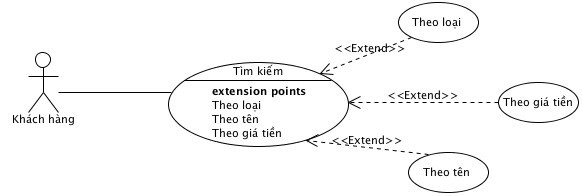 Theo loại
<<Extend>>
Tìm kiếm
extension points
Theo loại
Theo tên
Theo giá tiền
<<Extend>>
Theo giá tiền
Khách hàng
<<Extend>>
Theo tên